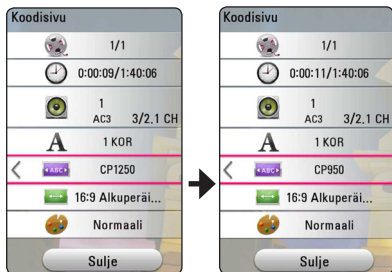 Koodisivu
1/1
0:00:09/1:40:06
1
AC3 3/2.1 CH
A 1 KOR
ABC CP1250
16:9 Alkuperäi...
Normaali
Sulje
Koodisivu
1/1
0:00:11/1:40:06
1
AC3 3/2.1 CH
A 1 KOR
ABC CP950
16:9 Alkuperäi...
Normaali
Sulje